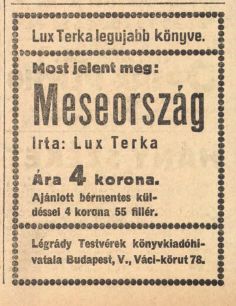 Lux Terka legujabb könyve.
Most jelent meg:
Meseország
Irta: Lux Terka
Ára 4 korona.
Ajánlott bérmentes kül-
déssel 4 korona 55 fillér.
Légrády Testvérek könyvkiadóhi-
vatala Budapest, V., Váci-körut 78.